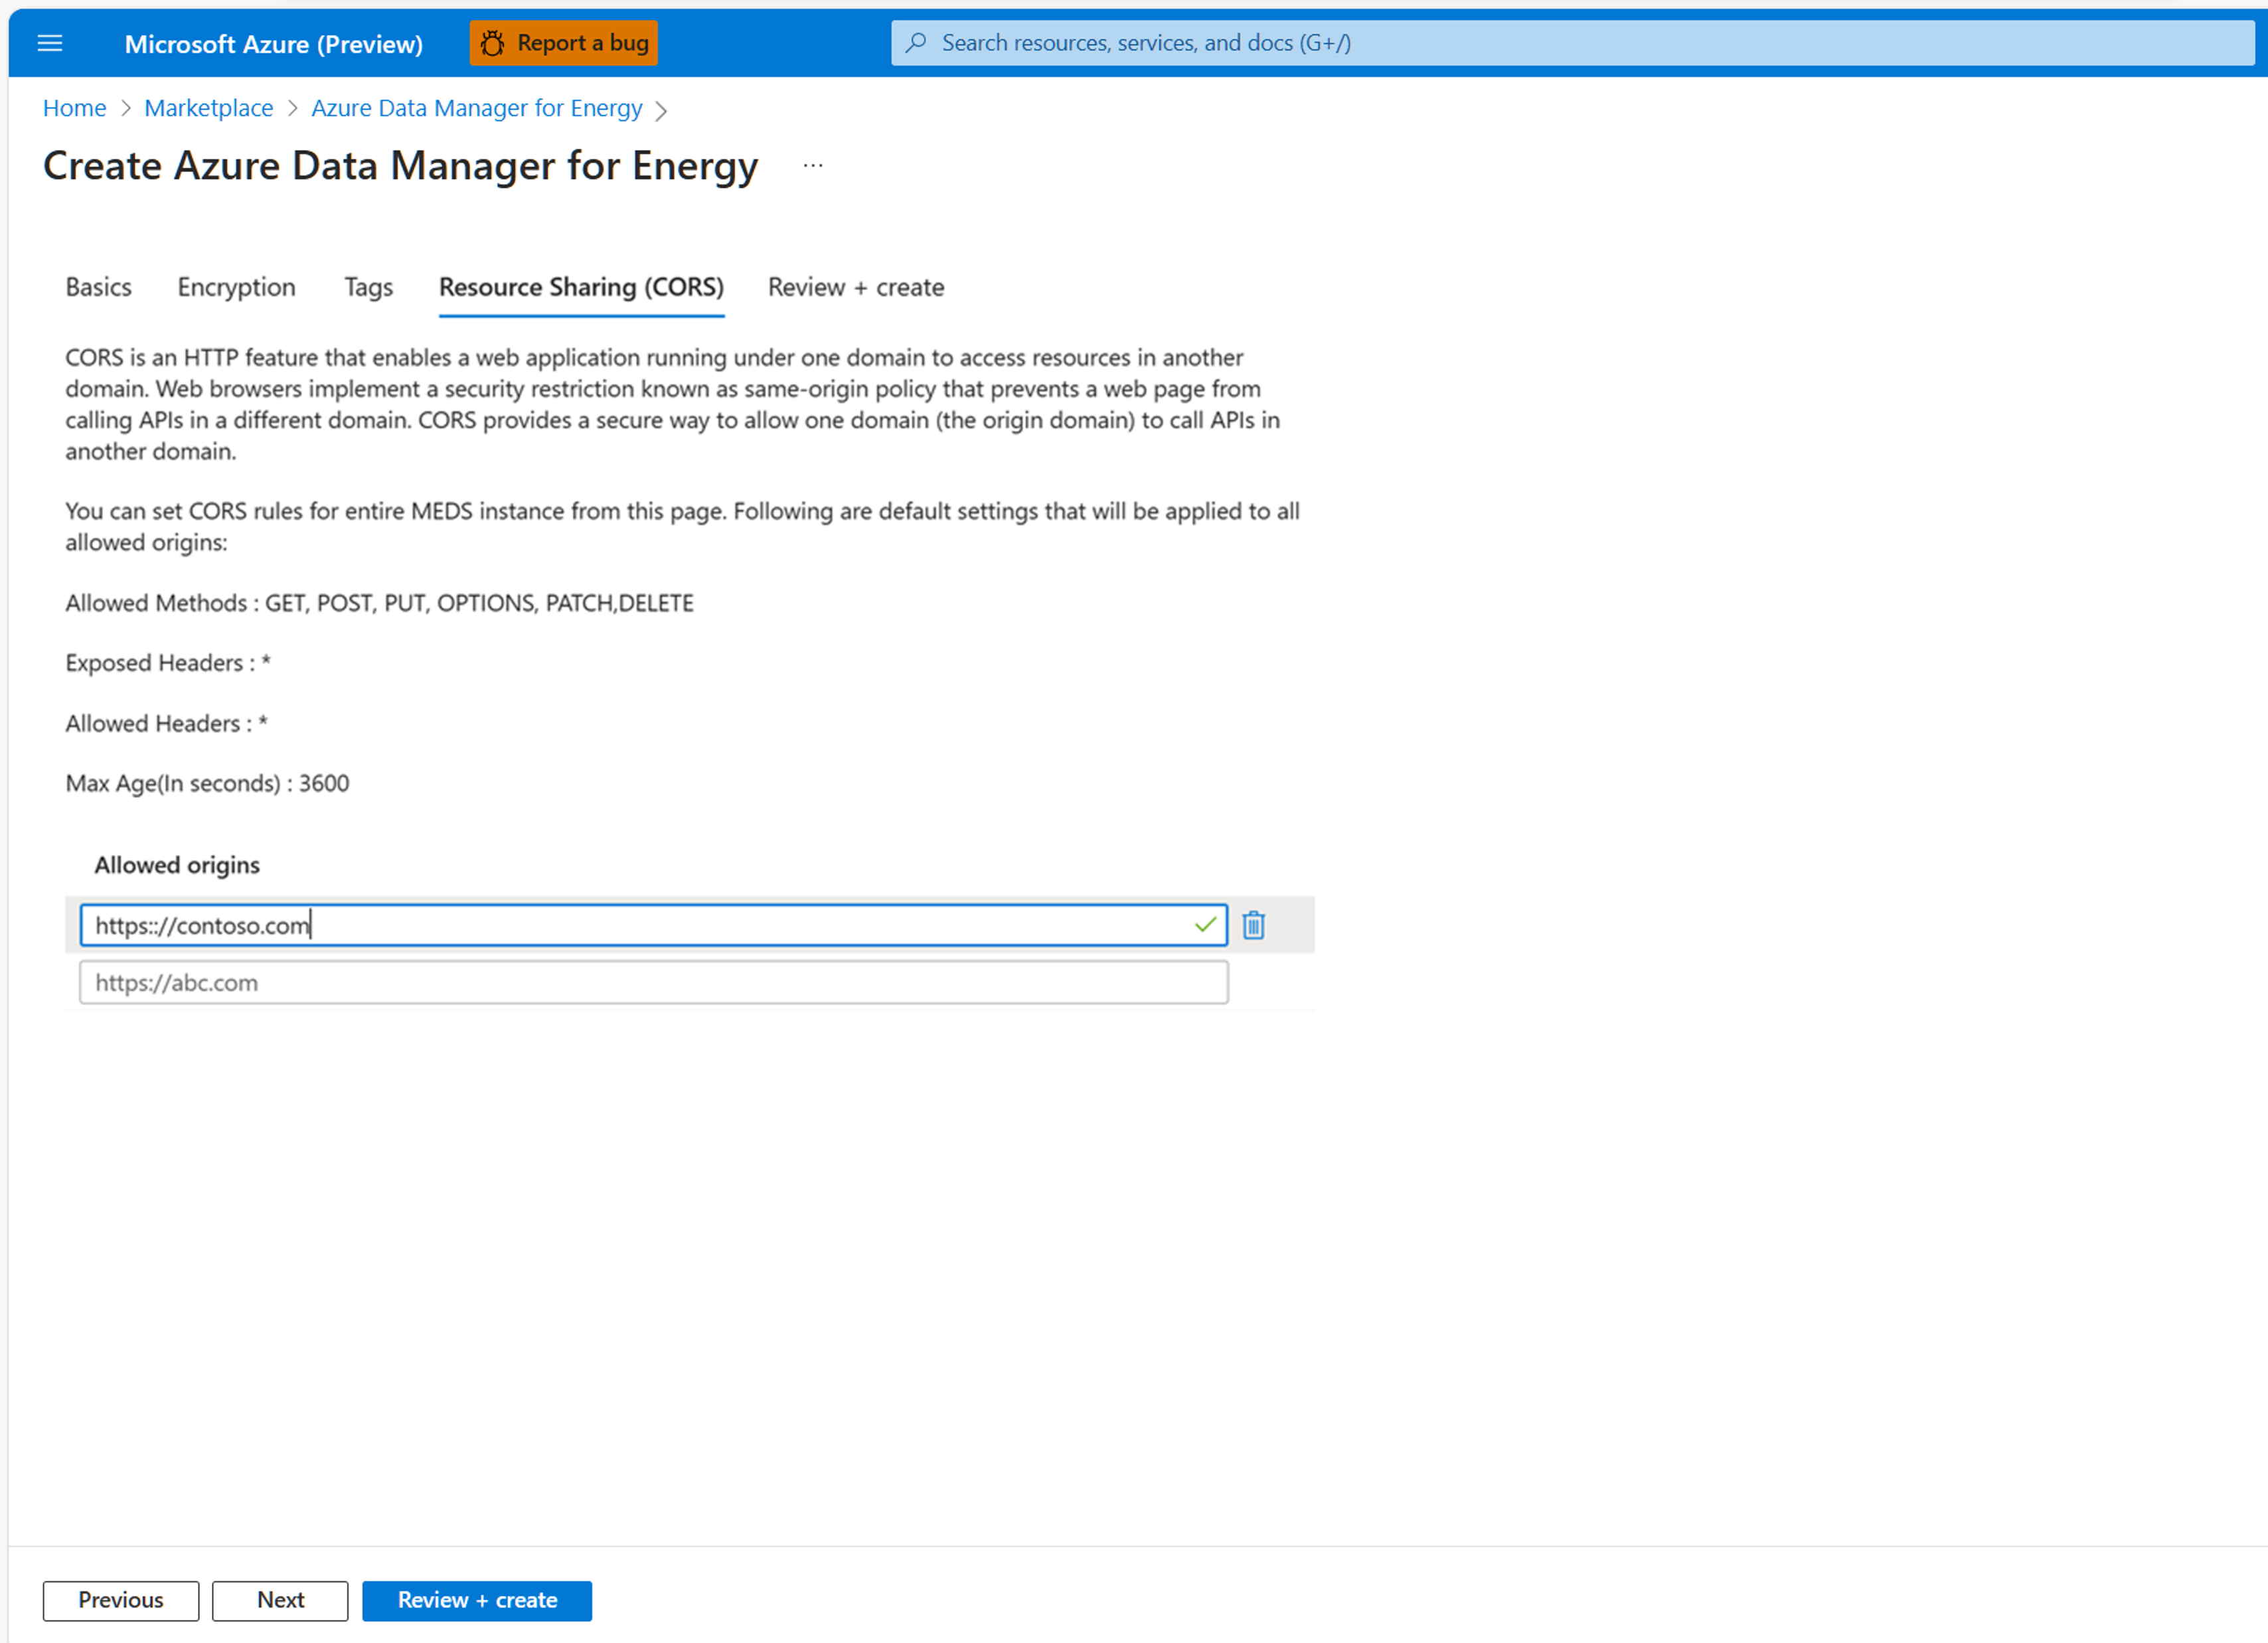 Microsoft Azure (Preview)
Report a bug
Search resources, services, and docs (G+/)
Home > Marketplace > Azure Data Manager for Energy >
Create Azure Data Manager for Energy ...
Basics Encryption Tags Resource Sharing (CORS) Review + create
CORS is an HTTP feature that enables a web application running under one domain to access resources in another
domain. Web browsers implement a security restriction known as same-origin policy that prevents a web page from
calling APIs in a different domain. CORS provides a secure way to allow one domain (the origin domain) to call APIs in
another domain.
You can set CORS rules for entire MEDS instance from this page. Following are default settings that will be applied to all
allowed origins:
Allowed Methods : GET, POST, PUT, OPTIONS, PATCH,DELETE
Exposed Headers : *
Allowed Headers : *
Max Age(In seconds) : 3600
Allowed origins
https:://contoso.com
https://abc.com
Previous Next Review + create